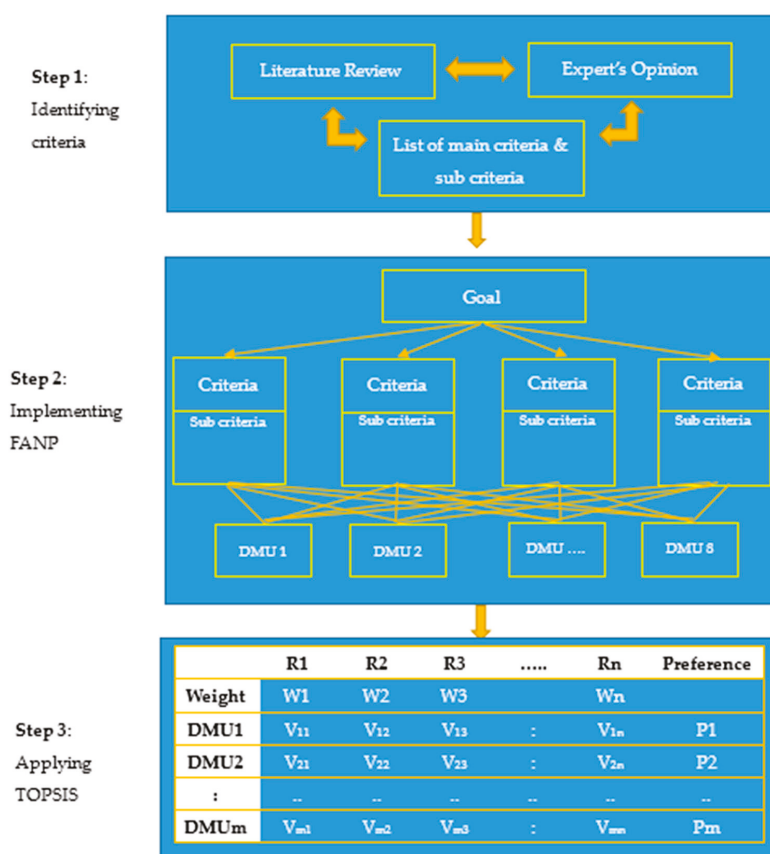 Step 1:
Identifying
criteria
Literature Review
Expert's Opinion
List of main criteria &
sub criteria
Step 2:
Implementing
FANP
Goal
Criteria
Criteria
Criteria
Criteria
Sub criteria
Sub criteria
Sub criteria
Sub criteria
DMU 1
DMU 2
DMU ....
DMU 8
Step 3:
Applying
TOPSIS
R1 R2 R3 ..... Rn Preference
Weight W1 W2 W3 Wn
DMU1 V11 V12 V13 : V1n P1
DMU2 V21 V22 V23 : V2n P2
: .. .. .. .. .. ..
DMUm Vm1 Vm2 Vm3 : Vmn Pm